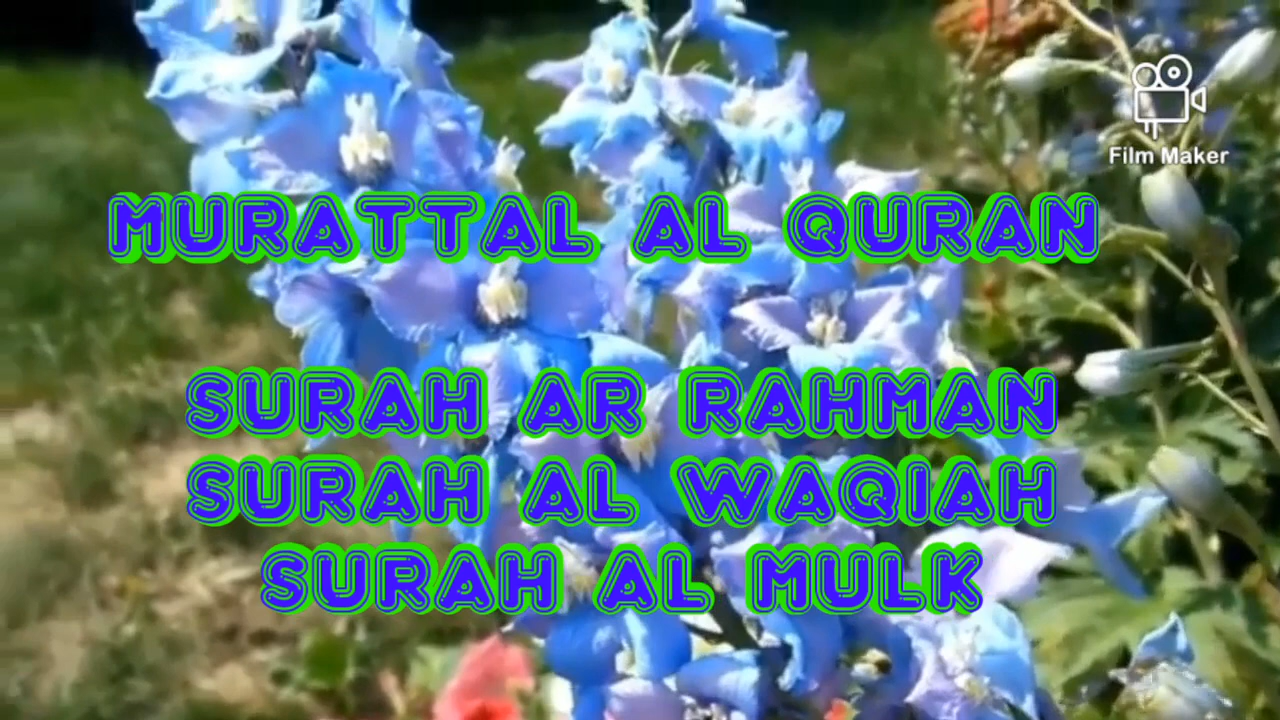 Film Maker
MURATTAL AL QURAN
SURAH AR RAHMAN
SURAH AL WAQIAH
SURAH AL MULK